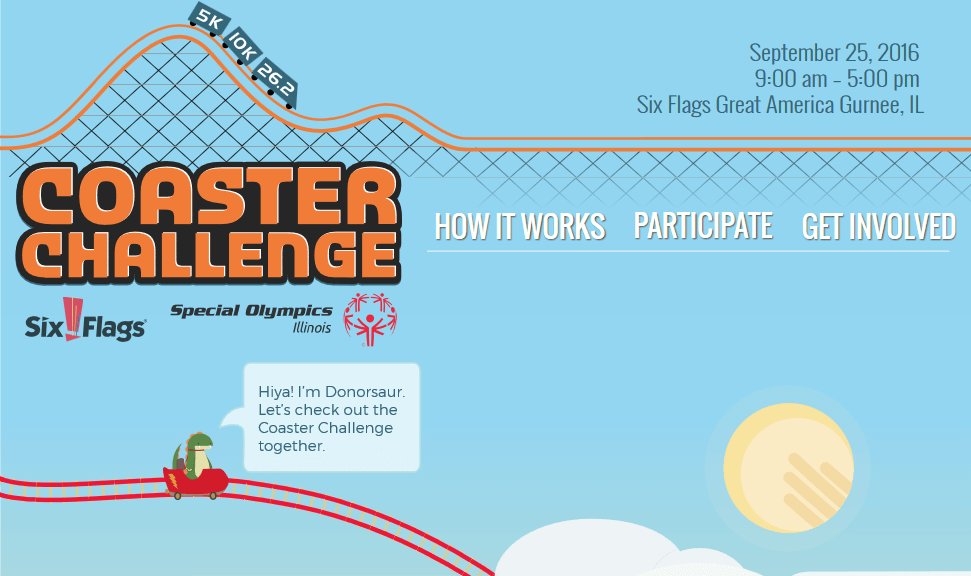 5K
10K
26.2
September 25, 2016
9:00 am – 5:00 pm
Six Flags Great America Gurnee, IL
COASTER
CHALLENGE
HOW IT WORKS
PARTICIPATE
GET INVOLVED
Six Flags
Special Olympics
Illinois
Hiya! I'm Donorsaur.
Let's check out the
Coaster Challenge
together.